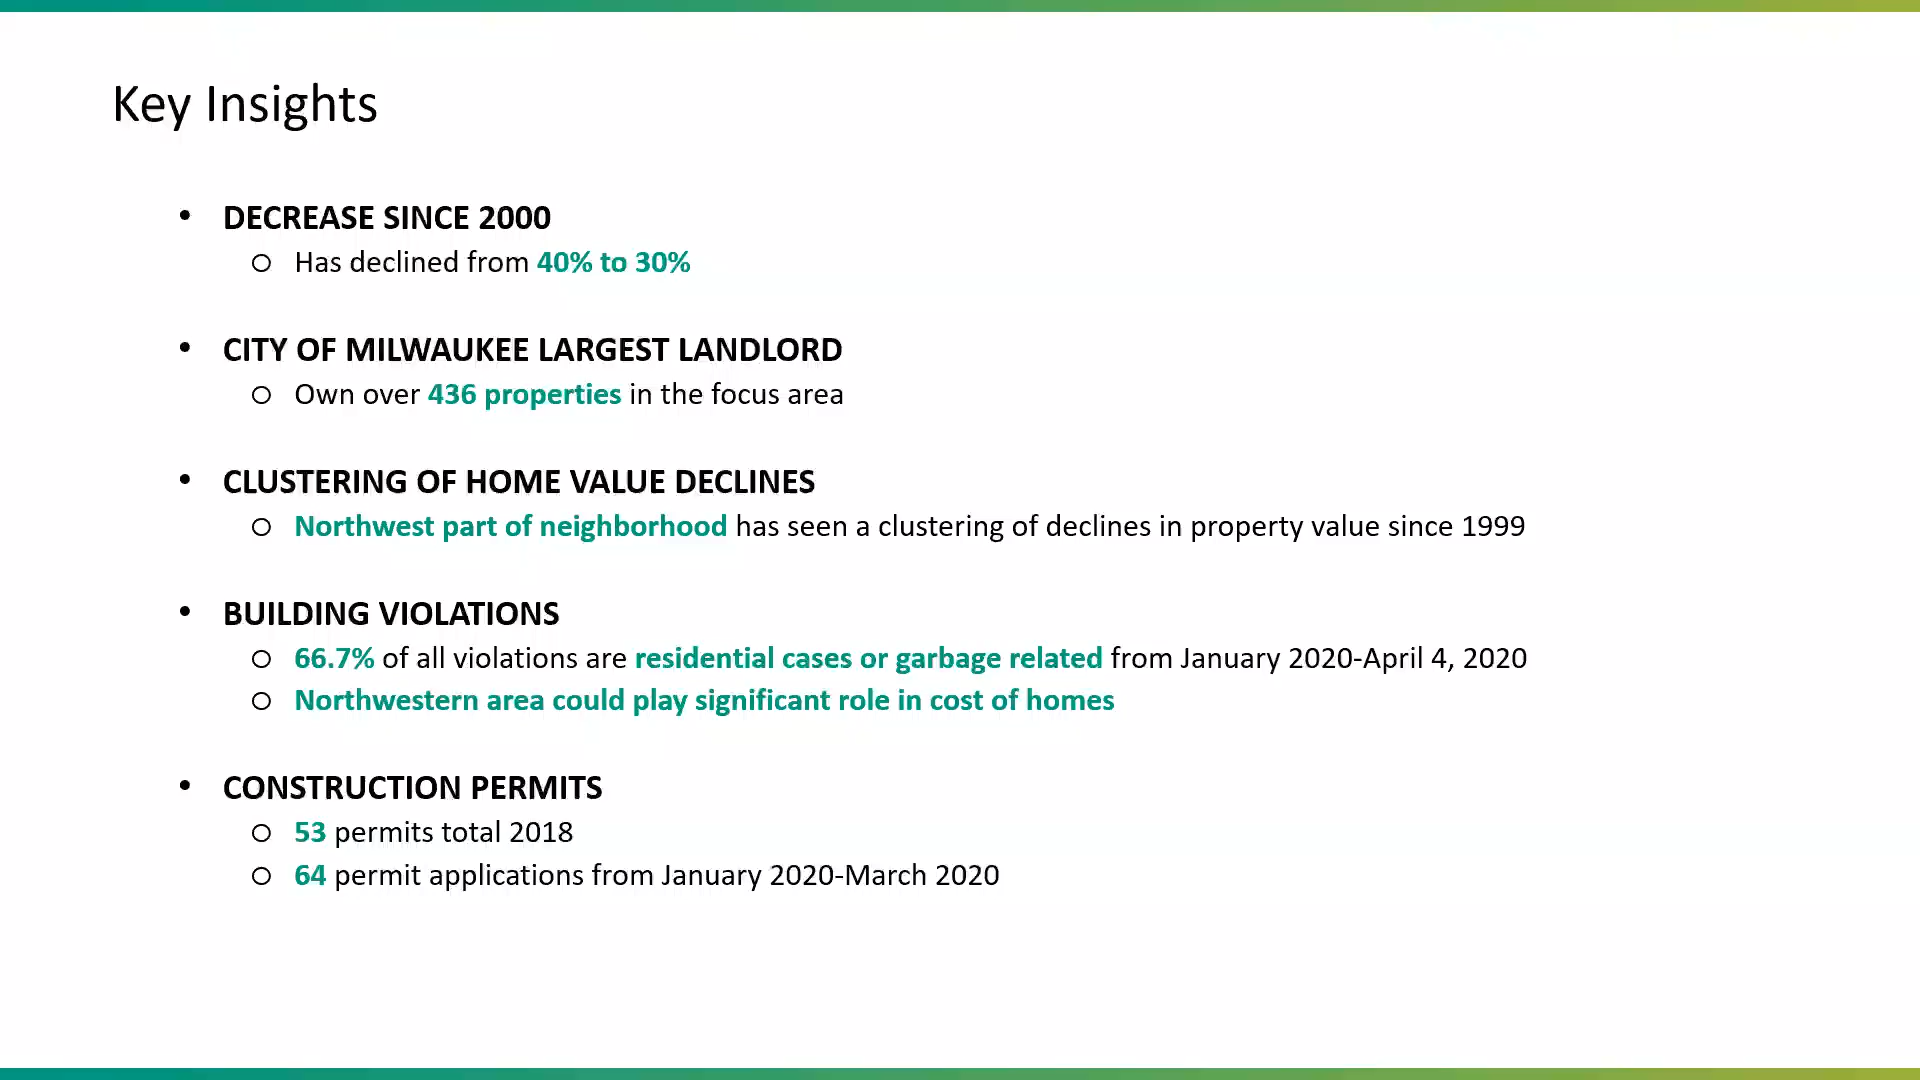 Key Insights
• DECREASE SINCE 2000
○ Has declined from 40% to 30%
• CITY OF MILWAUKEE LARGEST LANDLORD
○ Own over 436 properties in the focus area
• CLUSTERING OF HOME VALUE DECLINES
○ Northwest part of neighborhood has seen a clustering of declines in property value since 1999
• BUILDING VIOLATIONS
○ 66.7% of all violations are residential cases or garbage related from January 2020-April 4, 2020
○ Northwestern area could play significant role in cost of homes
• CONSTRUCTION PERMITS
○ 53 permits total 2018
○ 64 permit applications from January 2020-March 2020